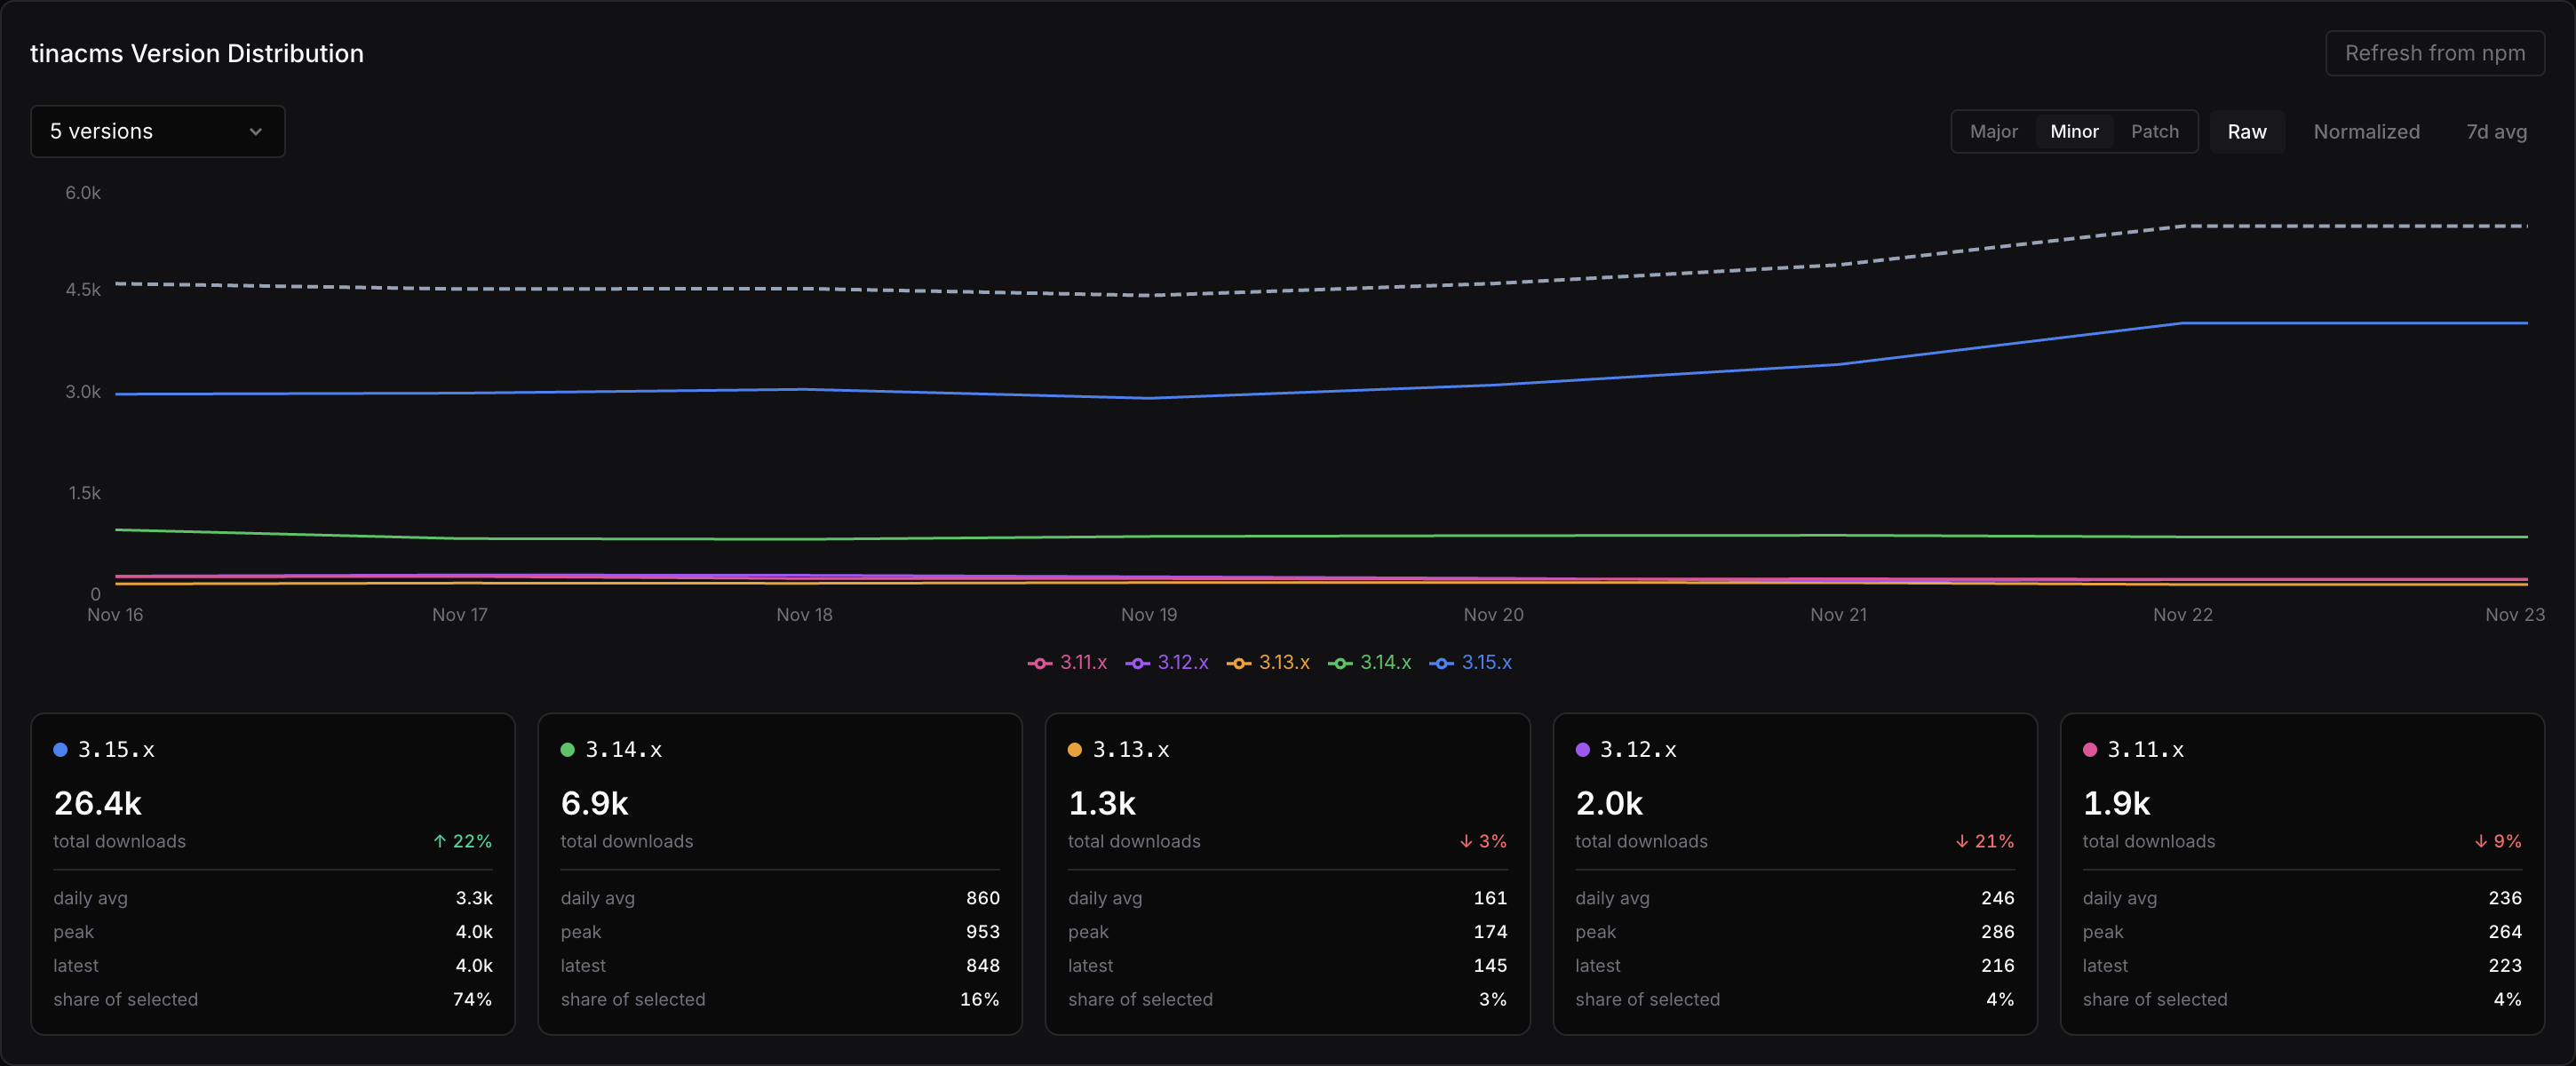 tinacms Version Distribution
Refresh from npm
5 versions
Major Minor Patch Raw Normalized 7d avg
6.0k
4.5k
3.0k
1.5k
0
Nov 16 Nov 17 Nov 18 Nov 19 Nov 20 Nov 21 Nov 22 Nov 23
3.11.x 3.12.x 3.13.x 3.14.x 3.15.x
3.15.x
26.4k
total downloads ↑ 22%
daily avg 3.3k
peak 4.0k
latest 4.0k
share of selected 74%
3.14.x
6.9k
total downloads
daily avg 860
peak 953
latest 848
share of selected 16%
3.13.x
1.3k
total downloads ↓ 3%
daily avg 161
peak 174
latest 145
share of selected 3%
3.12.x
2.0k
total downloads ↓ 21%
daily avg 246
peak 286
latest 216
share of selected 4%
3.11.x
1.9k
total downloads ↓ 9%
daily avg 236
peak 264
latest 223
share of selected 4%